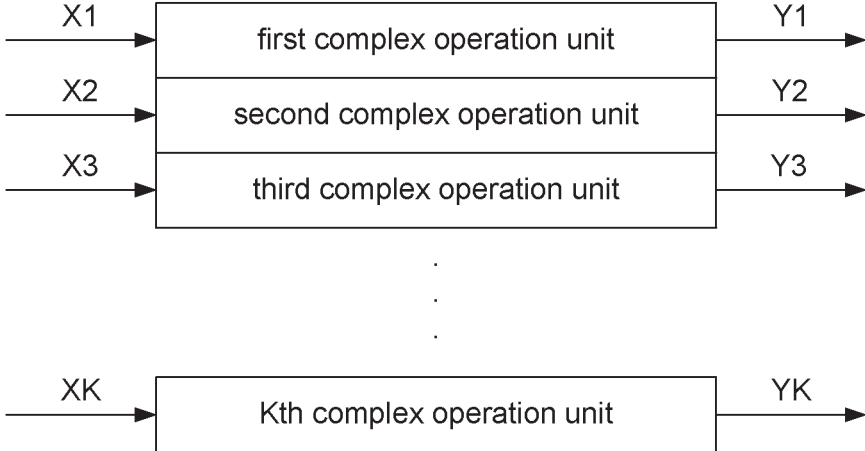 X1 first complex operation unit Y1
X2 second complex operation unit Y2
X3 third complex operation unit Y3
.
.
.
XK Kth complex operation unit YK